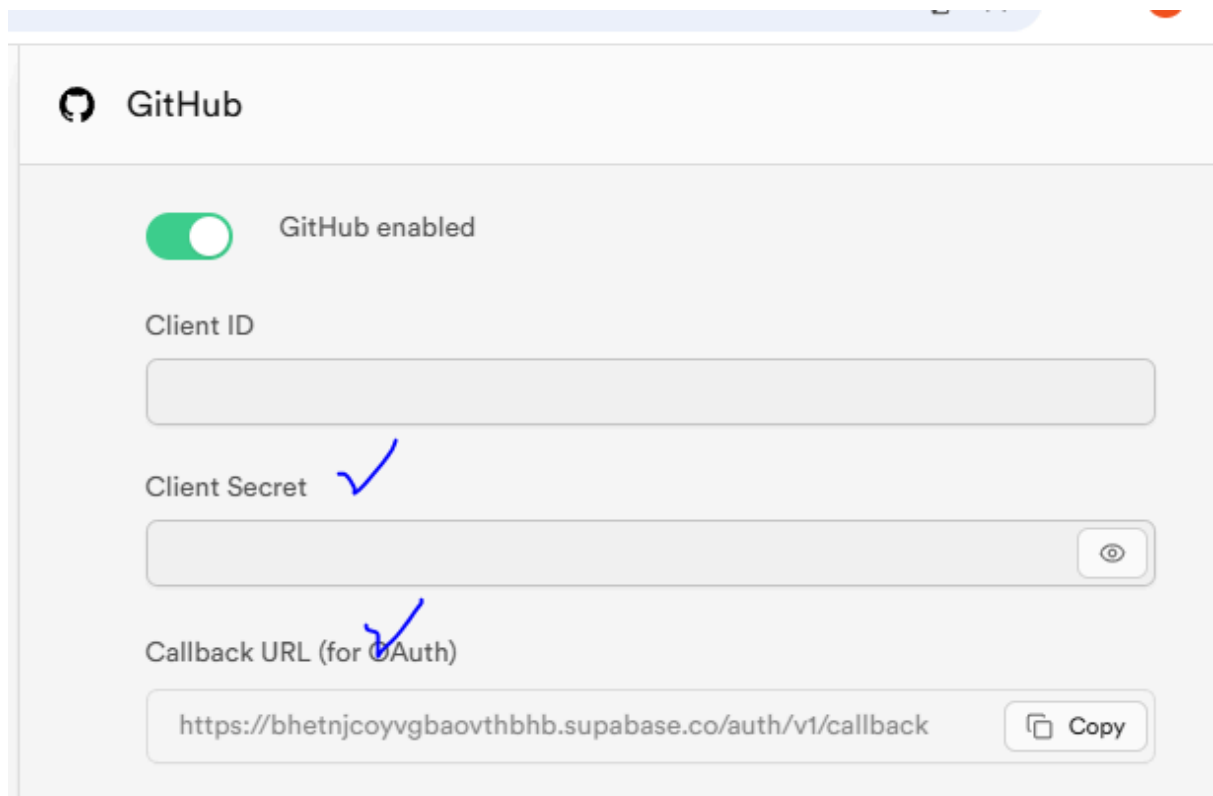 GitHub
GitHub enabled
Client ID
Client Secret
Callback URL (for OAuth)
https://bhetnjcoyvgbaovthbhb.supabase.co/auth/v1/callback
Copy